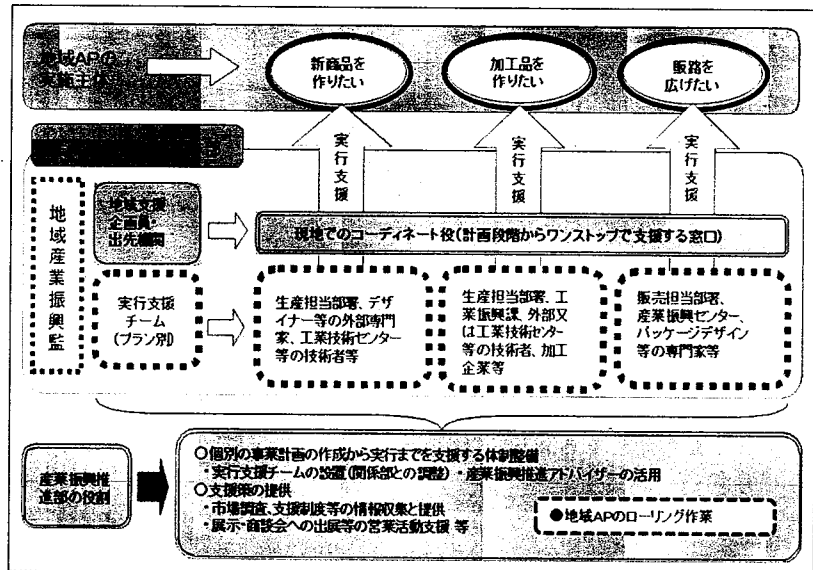 地域APの
実施主体
新商品を
作りたい
加工品を
作りたい
販路を
広げたい
実行支援
実行支援
実行支援
地域産業振興監
地域支援
企画員・
出先機関
現地でのコーディネート役(計画段階からワンストップで支援する窓口)
実行支援
チーム
(プラン別)
生産担当部署、デザ
イナー等の外部専門
家、工業技術センター
等の技術者等
生産担当部署、工
業振興課、外部又
は工業技術センター
等の技術者、加工
企業等
販売担当部署、
産業振興センター、
パッケージデザイン
等の専門家等
産業振興推
進部の役割
○個別の事業計画の作成から実行までを支援する体制整備
・実行支援チームの設置(関係部との調整)・産業振興推進アドバイザーの活用
○支援策の提供
・市場調査、支援制度等の情報収集と提供
・展示・商談会への出展等の営業活動支援 等
●地域APのローリング作業